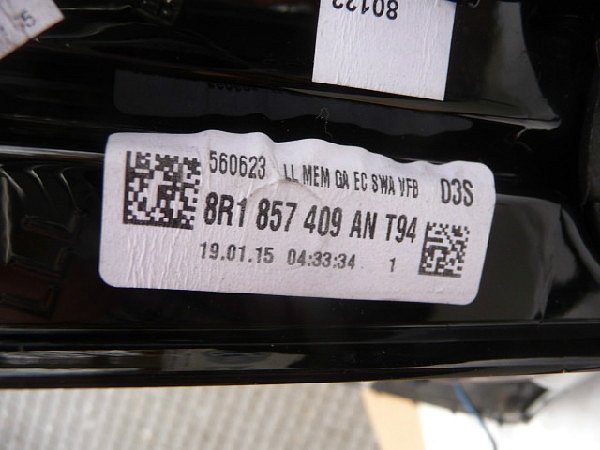 80122
560623 LL MEM GA EC SWA VFB D3S
8R1 857 409 AN T94
19.01.15 04:33:34 1